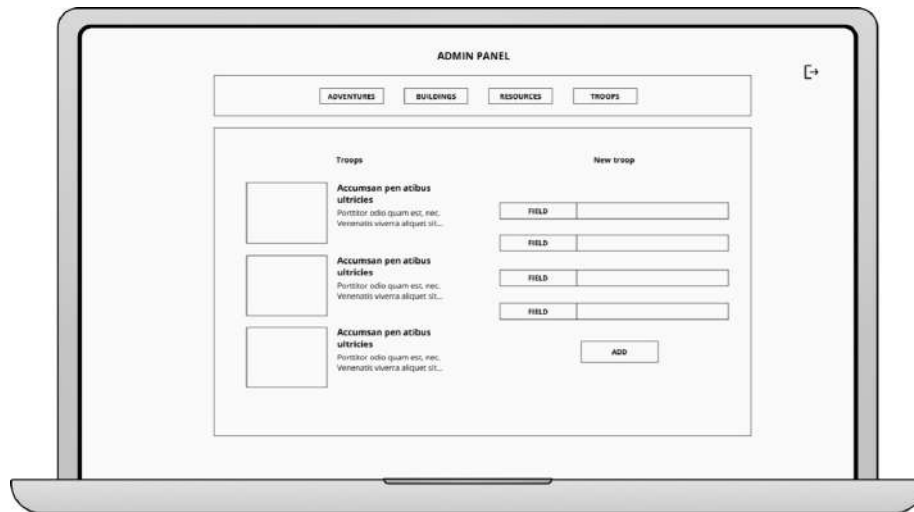 ADMIN PANEL
ADVENTURES
BUILDINGS
RESOURCES
TROOPS
Troops
Accumsan pen atibus
ultricies
Porttitor odio quam est, nec.
Venenatis viverra aliquet sit...
Accumsan pen atibus
ultricies
Porttitor odio quam est, nec.
Venenatis viverra aliquet sit...
Accumsan pen atibus
ultricies
Porttitor odio quam est, nec.
Venenatis viverra aliquet sit...
New troop
FIELD
FIELD
FIELD
FIELD
ADD